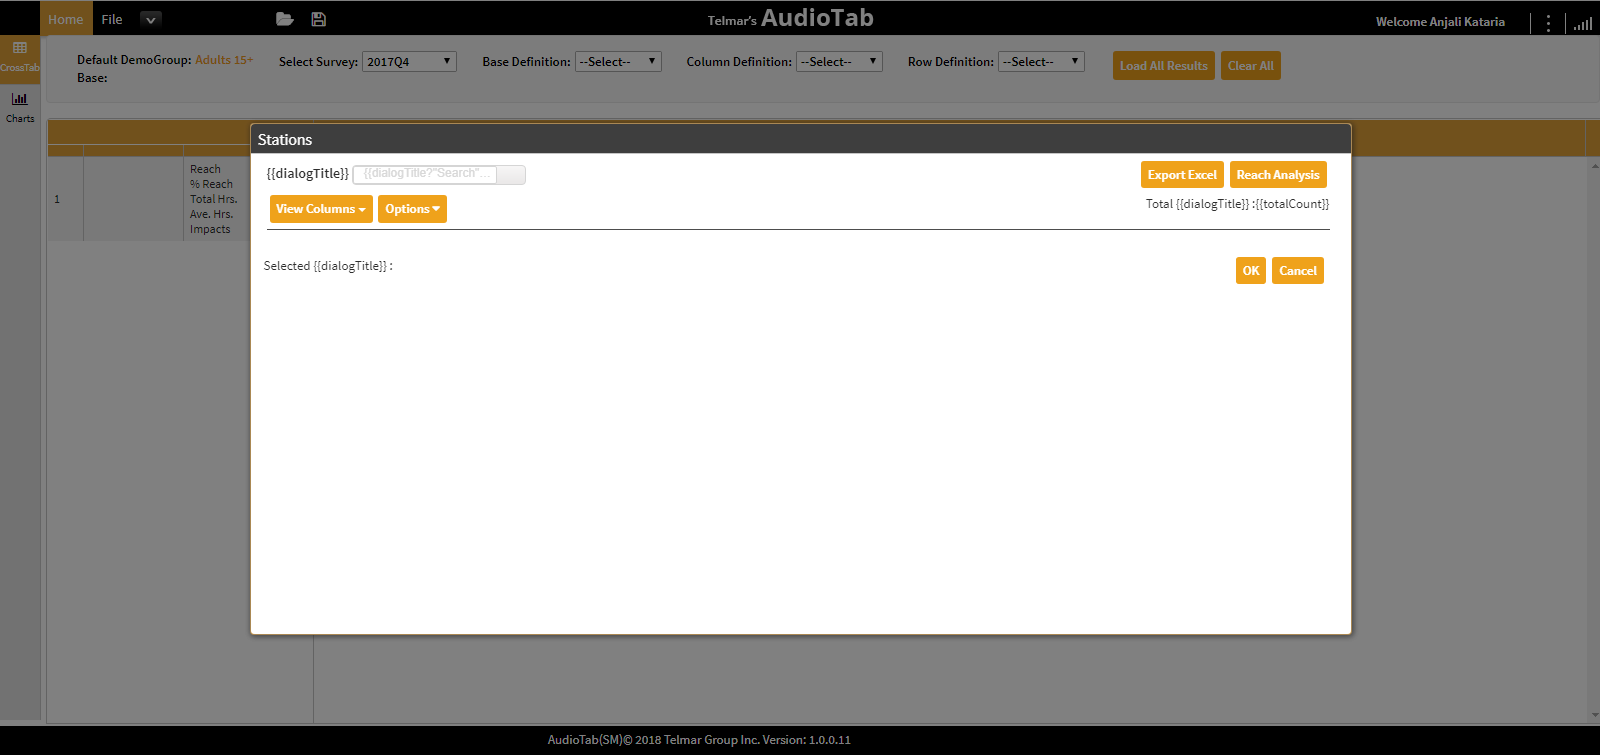 Home File Telmar's AudioTab Welcome Anjali Kataria
CrossTab
Default DemoGroup: Adults 15+ Select Survey: 2017Q4 Base Definition: --Select-- Column Definition: --Select-- Row Definition: --Select-- Load All Results Clear All
Base:
Charts
Stations
{{dialogTitle}} {{dialogTitle?"Search"... Export Excel Reach Analysis
View Columns Options Total {{dialogTitle}} :{{totalCount}}
Selected {{dialogTitle}} : OK Cancel
1
Reach
% Reach
Total Hrs.
Ave. Hrs.
Impacts
AudioTab(SM)© 2018 Telmar Group Inc. Version: 1.0.0.11